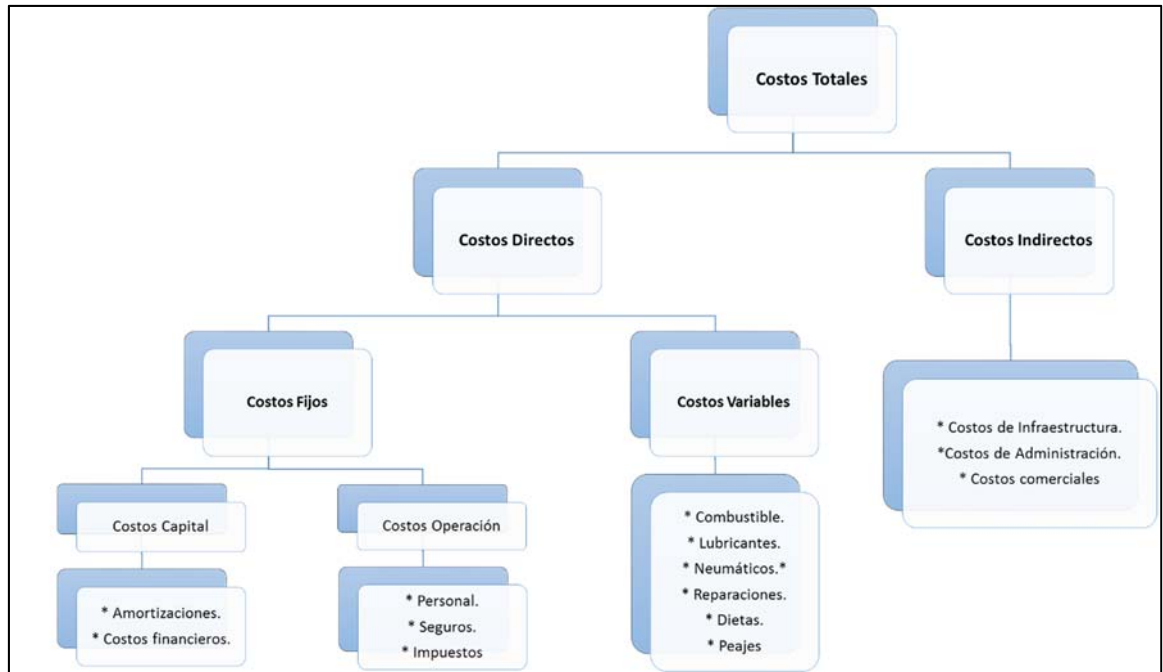 Costos Totales
Costos Directos
Costos Indirectos
Costos Fijos
Costos Variables
* Costos de Infraestructura.
*Costos de Administración.
* Costos comerciales
Costos Capital
Costos Operación
* Combustible.
* Lubricantes.
* Neumáticos.*
* Reparaciones.
* Dietas.
* Peajes
* Amortizaciones.
* Costos financieros.
* Personal.
* Seguros.
* Impuestos